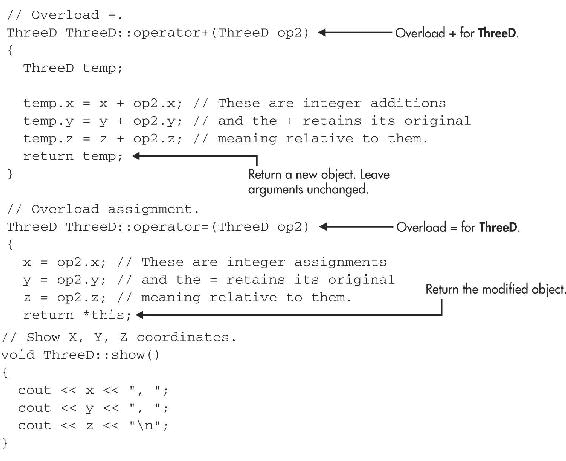 // Overload -.
ThreeD ThreeD::operator+(ThreeD op2) Overload + for ThreeD.
{
ThreeD temp;
temp.x = x + op2.x; // These are integer additions
temp.y = y + op2.y; // and the + retains its original
temp.z = z + op2.z; // meaning relative to them.
return temp;
Return a new object. Leave
arguments unchanged.
}
// Overload assignment.
ThreeD ThreeD::operator=(ThreeD op2) Overload = for ThreeD.
{
x = op2.x; // These are integer assignments
y = op2.y; // and the = retains its original
z = op2.z; // meaning relative to them.
Return the modified object.
return *this;
// Show X, Y, Z coordinates.
void ThreeD::show()
{
cout << x << ", ";
cout << y << ", ";
cout << z << "\n";
}